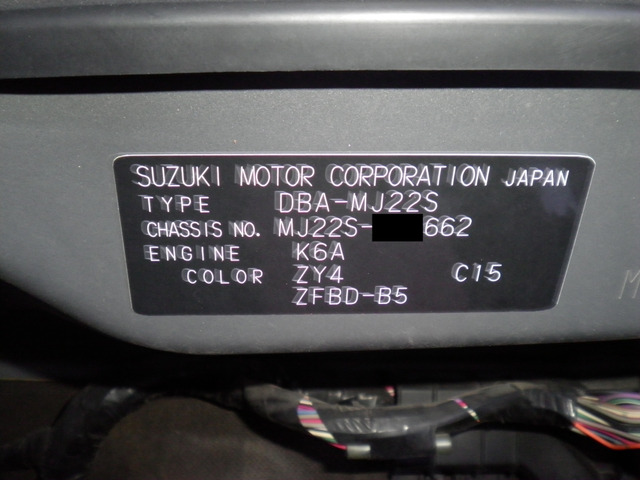 SUZUKI MOTOR CORPORATION JAPAN
TYPE DBA-MJ22S
CHASSIS NO. MJ22S- 662
ENGINE K6A
COLOR ZY4 C15
ZFBD-B5